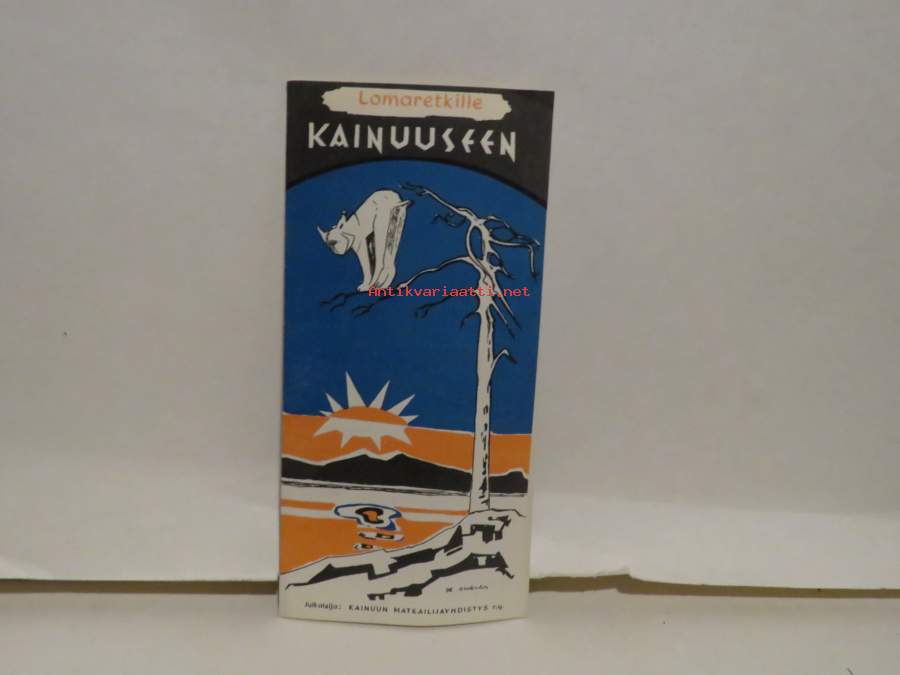 Lomaretkille
KAINUUSEEN
Antikvariaatti.net
Julkaisija: KAINUUN MATKAILIJAYHDISTYS r.y.